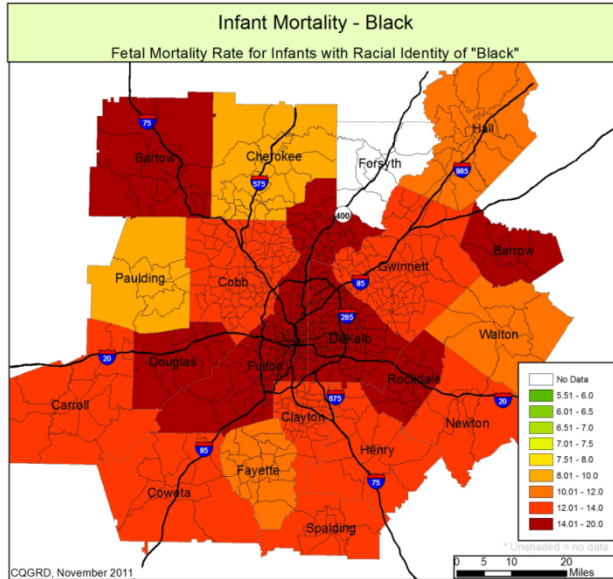 Infant Mortality - Black
Fetal Mortality Rate for Infants with Racial Identity of "Black"
75
Bartow
Cherokee
575
Forsyth
Hall
985
400
Paulding
Cobb
Gwinnett
85
Barrow
285
DeKalb
Walton
20
Douglas
Fulton
Rockdale
Carroll
675
Clayton
20
Newton
85
Henry
Fayette
75
Coweta
Spalding
No Data
5.51 - 6.0
6.01 - 6.5
6.51 - 7.0
7.01 - 7.5
7.51 - 8.0
8.01 - 10.0
10.01 - 12.0
12.01 - 14.0
14.01 - 20.0
* Unshaded = no data
0 10 20
Miles
CQGRD, November 2011